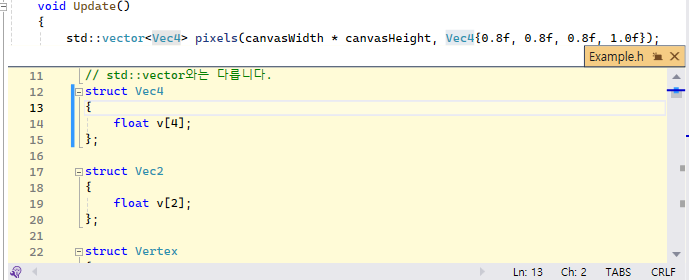 void Update()
{
std::vector<Vec4> pixels(canvasWidth * canvasHeight, Vec4{0.8f, 0.8f, 0.8f, 1.0f});
Example.h
11 // std::vector와는 다릅니다.
12 struct Vec4
13 {
14 float v[4];
15 };
16
17 struct Vec2
18 {
19 float v[2];
20 };
21
22 struct Vertex
Ln: 13 Ch: 2 TABS CRLF